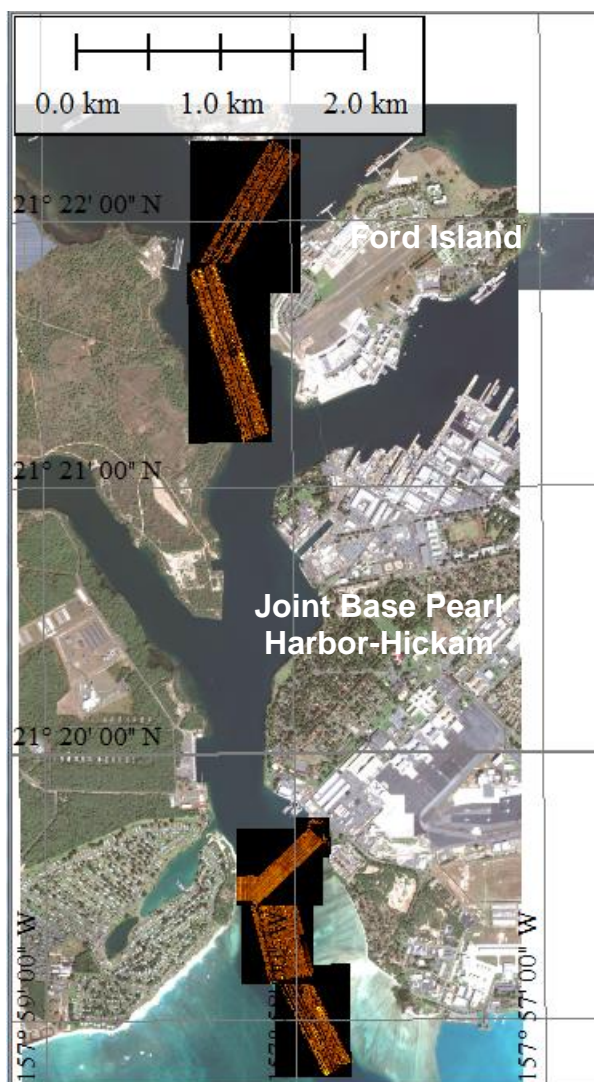 0.0 km 1.0 km 2.0 km
21° 22' 00" N
Ford Island
21° 21' 00" N
Joint Base Pearl
Harbor-Hickam
21° 20' 00" N
157° 59' 00" W
W
157° 57' 00" W